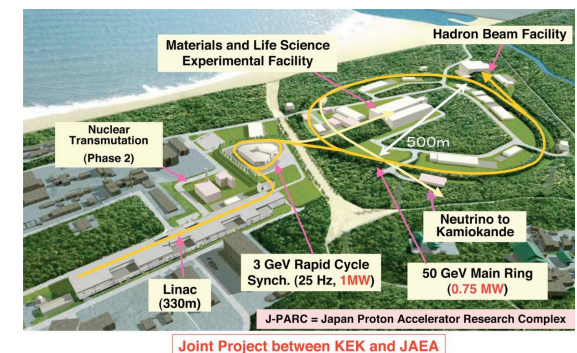 Hadron Beam Facility
Materials and Life Science
Experimental Facility
Nuclear
Transmutation
(Phase 2)
500m
Neutrino to
Kamiokande
3 GeV Rapid Cycle
Synch. (25 Hz, 1MW)
50 GeV Main Ring
(0.75 MW)
Linac
(330m)
J-PARC = Japan Proton Accelerator Research Complex
Joint Project between KEK and JAEA